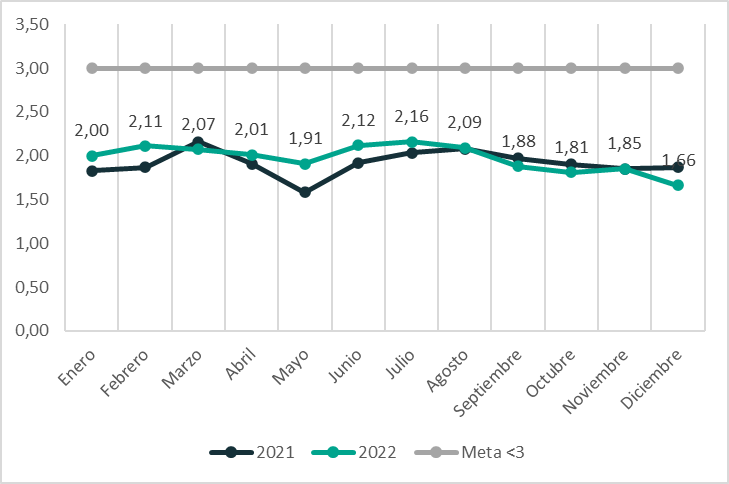 3,50
3,00
2,50
2,00
1,50
1,00
0,50
0,00
2,00 2,11 2,07 2,01 1,91 2,12 2,16 2,09 1,88 1,81 1,85 1,66
Enero Febrero Marzo Abril Mayo Junio Julio Agosto Septiembre Octubre Noviembre Diciembre
2021 2022 Meta <3